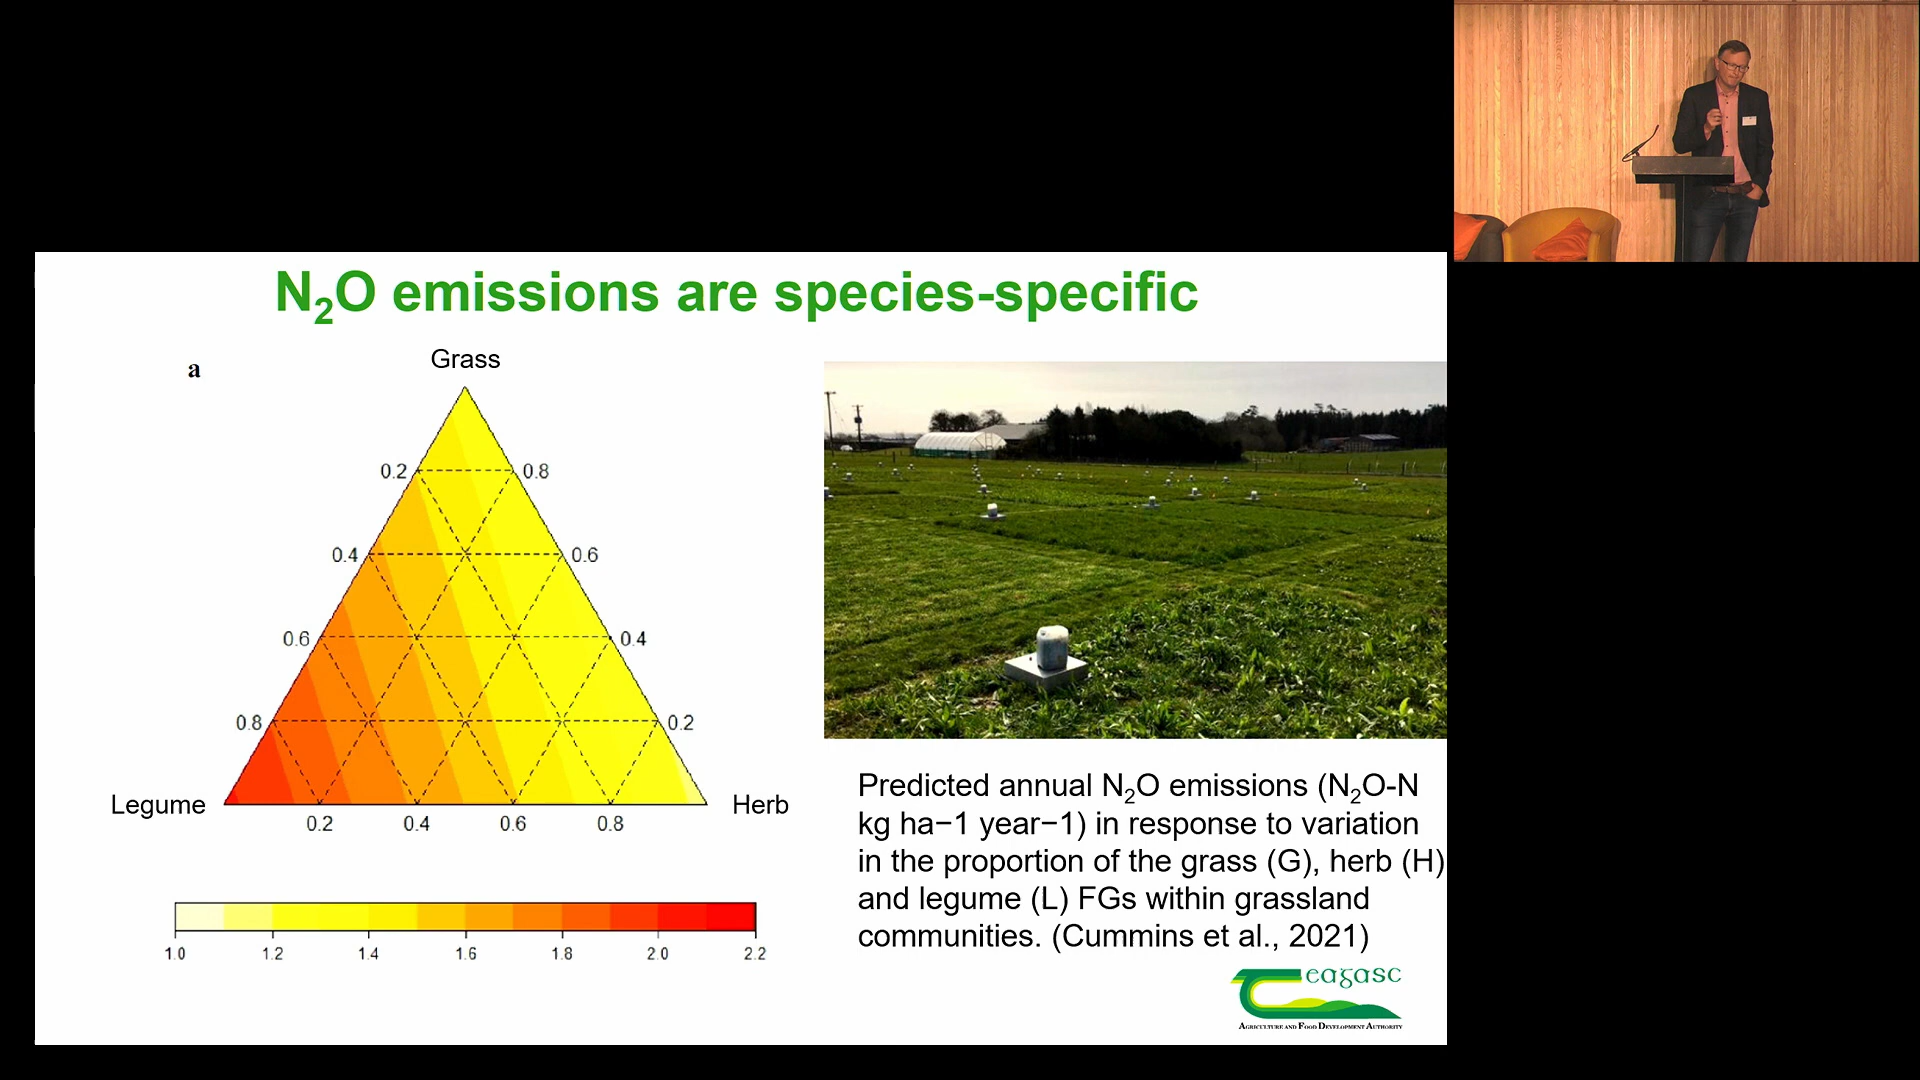 N₂O emissions are species-specific
a
Grass
0.2 0.8
0.4 0.6
0.6 0.4
0.8 0.2
Legume Herb
0.2 0.4 0.6 0.8
1.0 1.2 1.4 1.6 1.8 2.0 2.2
Predicted annual N₂O emissions (N₂O-N
kg ha−1 year−1) in response to variation
in the proportion of the grass (G), herb (H)
and legume (L) FGs within grassland
communities. (Cummins et al., 2021)
eagasc
AGRICULTURE AND FOOD DEVELOPMENT AUTHORITY